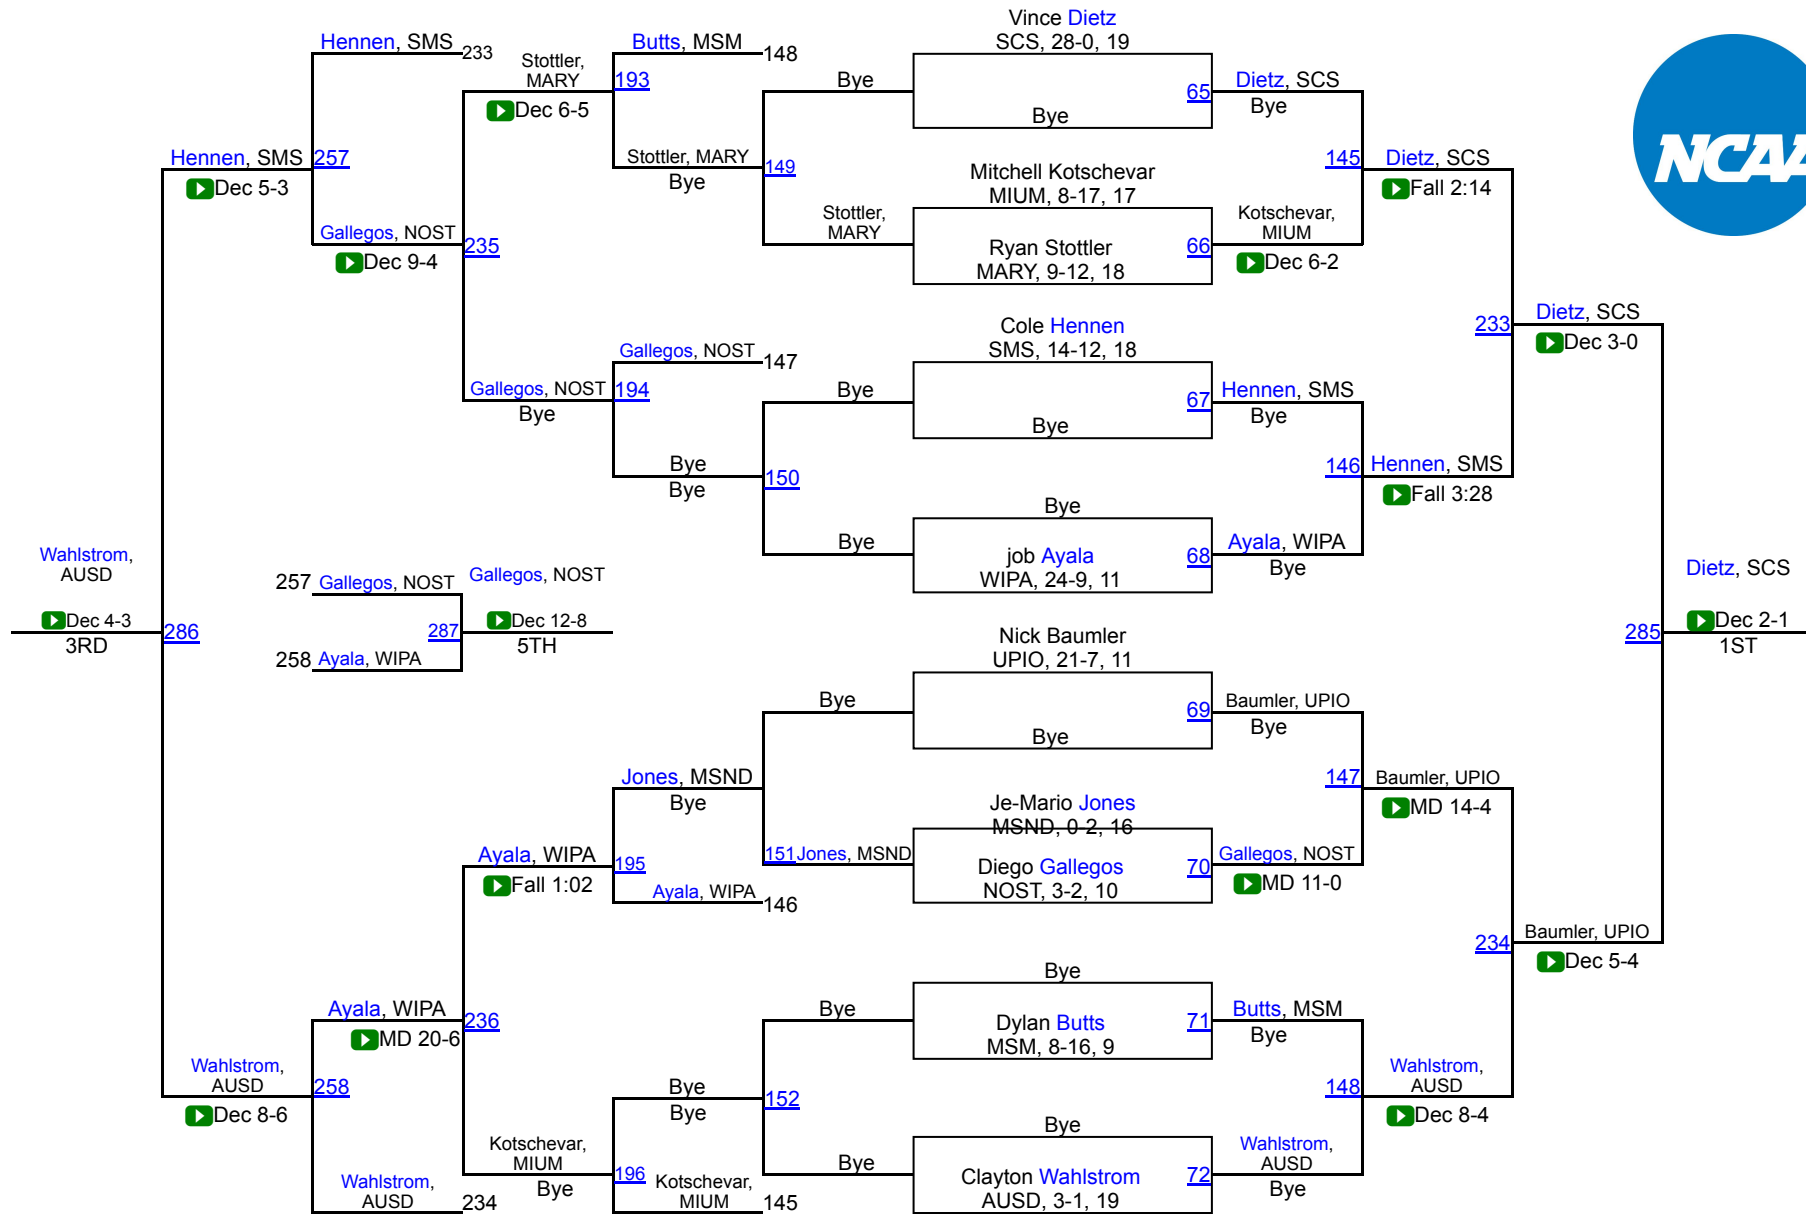 Vince Dietz
SCS, 28-0, 19
Hennen, SMS
233
Stottler,
MARY
Dec 6-5
Butts, MSM
148
193
Bye
Bye
65
Dietz, SCS
Bye
NCAA
Hennen, SMS
257
Dec 5-3
Stottler, MARY
Bye
149
Mitchell Kotschevar
MIUM, 8-17, 17
145
Dietz, SCS
Fall 2:14
Gallegos, NOST
235
Dec 9-4
Stottler,
MARY
Ryan Stottler
MARY, 9-12, 18
66
Kotschevar,
MIUM
Dec 6-2
Cole Hennen
SMS, 14-12, 18
233
Dietz, SCS
Dec 3-0
Gallegos, NOST
147
Gallegos, NOST
Bye
194
Bye
Bye
67
Hennen, SMS
Bye
Bye
Bye
150
146
Hennen, SMS
Fall 3:28
Bye
Bye
job Ayala
WIPA, 24-9, 11
68
Ayala, WIPA
Bye
Wahlstrom,
AUSD
Dec 4-3
3RD
286
257
Gallegos, NOST
258
Ayala, WIPA
287
Gallegos, NOST
Dec 12-8
5TH
285
Dietz, SCS
Dec 2-1
1ST
Nick Baumler
UPIO, 21-7, 11
Bye
Bye
69
Baumler, UPIO
Bye
Jones, MSND
Bye
147
Baumler, UPIO
MD 14-4
Je-Mario Jones
MSND, 0-2, 16
Ayala, WIPA
Fall 1:02
195
151
Jones, MSND
Diego Gallegos
NOST, 3-2, 10
70
Gallegos, NOST
MD 11-0
Ayala, WIPA
146
234
Baumler, UPIO
Dec 5-4
Bye
Ayala, WIPA
MD 20-6
236
Bye
Dylan Butts
MSM, 8-16, 9
71
Butts, MSM
Bye
Wahlstrom,
AUSD
Dec 8-6
258
Bye
Bye
152
148
Wahlstrom,
AUSD
Dec 8-4
Bye
Kotschevar,
MIUM
Bye
196
Bye
Clayton Wahlstrom
AUSD, 3-1, 19
72
Wahlstrom,
AUSD
Bye
Wahlstrom,
AUSD
234
Kotschevar,
MIUM
145